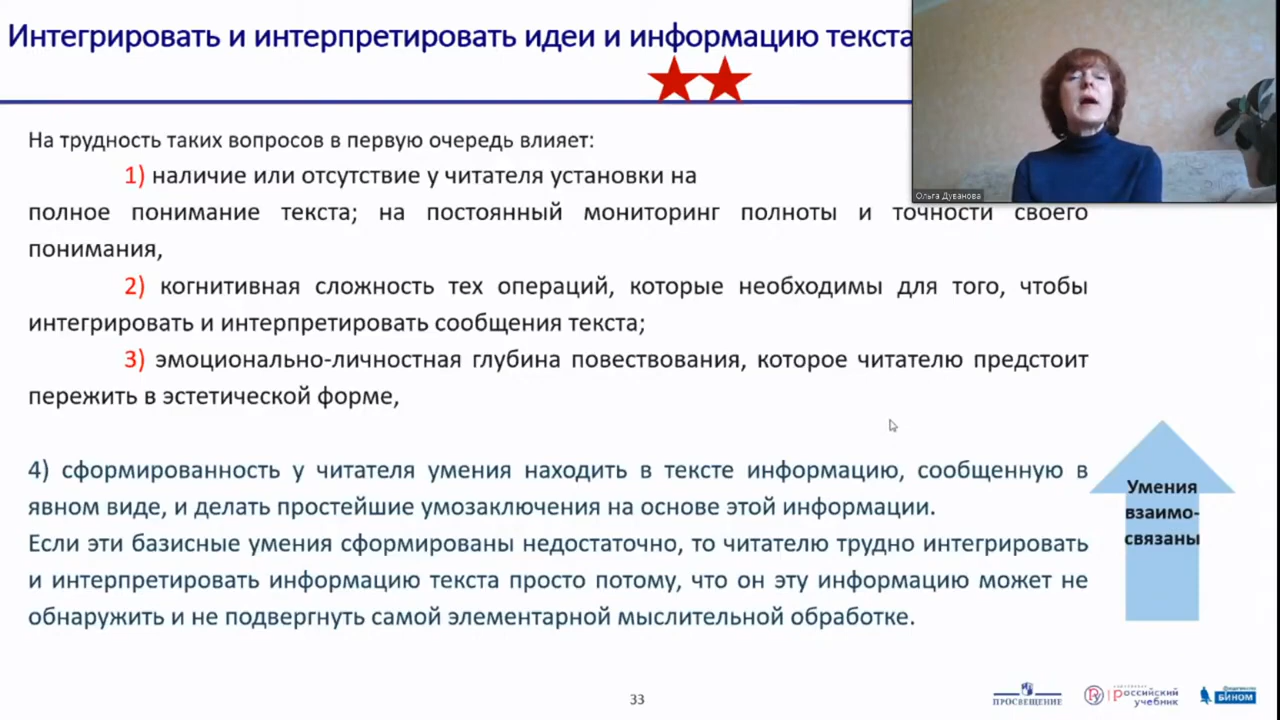 Интегрировать и интерпретировать идеи и информацию текста
На трудность таких вопросов в первую очередь влияет:
1) наличие или отсутствие у читателя установки на
полное понимание текста; на постоянный мониторинг полноты и точности своего
понимания,
2) когнитивная сложность тех операций, которые необходимы для того, чтобы
интегрировать и интерпретировать сообщения текста;
3) эмоционально-личностная глубина повествования, которое читателю предстоит
пережить в эстетической форме,
4) сформированность у читателя умения находить в тексте информацию, сообщенную в
явном виде, и делать простейшие умозаключения на основе этой информации.
Если эти базисные умения сформированы недостаточно, то читателю трудно интегрировать
и интерпретировать информацию текста просто потому, что он эту информацию может не
обнаружить и не подвергнуть самой элементарной мыслительной обработке.
Умения
взаимо-
связаны
Ольга Дуванова
33
ПРОСВЕЩЕНИЕ
российский
учебник
БИНОМ